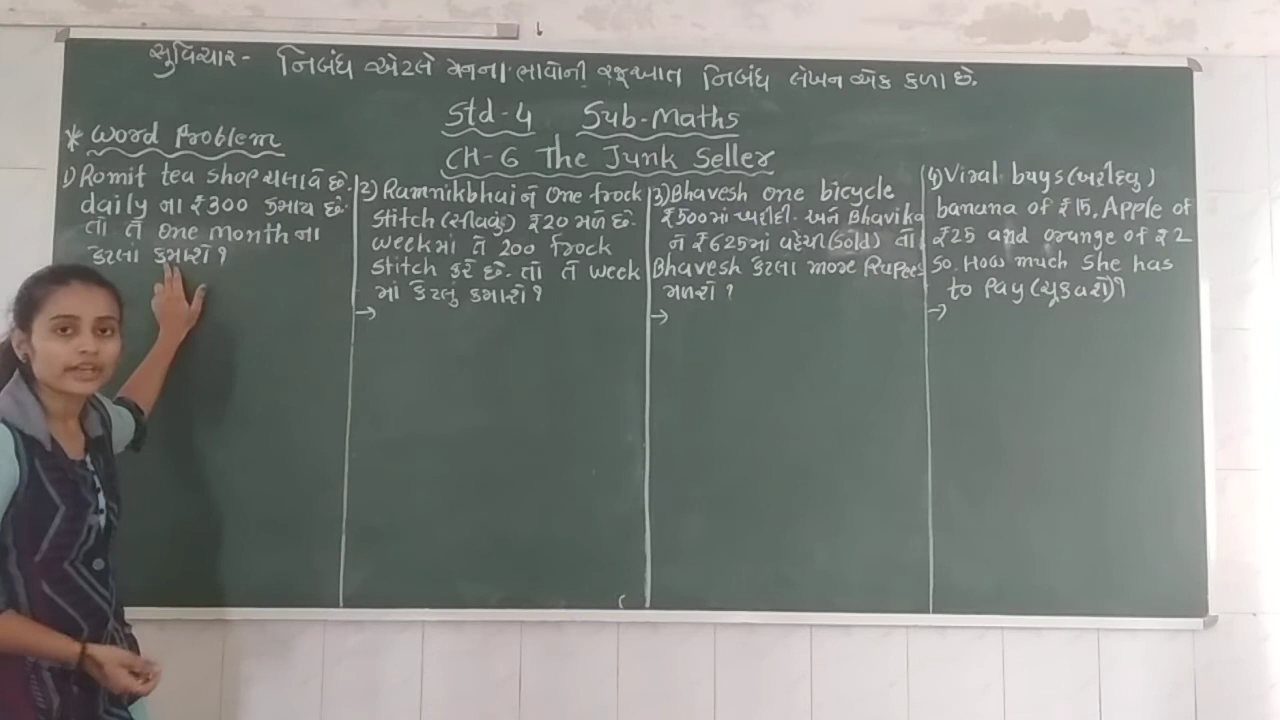 સુવિચાર- નિબંધ એટલે મનના ભાવોની રજૂઆત નિબંધ લેખન એક કળા છે.
Std-4 Sub-Maths
CH-6 The Junk Seller
* Word Problem
1) Romit tea shop ચલાવે છે.
daily ના ₹300 કમાય છે.
તો તે one month ના
કેટલાં કમાશે ?
2) Ramnikbhai ને One frock
stitch (સીવવું) ₹20 મળે છે.
week માં તે 200 frock
stitch કરે છે. તો તે week
માં કેટલું કમાશે ?
→
3) Bhavesh one bicycle
₹500 માં ખરીદી. અને Bhavika
ને ₹625 માં વહેચી (Sold) તો
Bhavesh કેટલા more Rupees
મળશે ?
→
4) Viral buys (ખરીદવું)
banana of ₹15, Apple of
₹25 and orange of ₹2
So. How much She has
to Pay (ચૂકવશે) ?
→